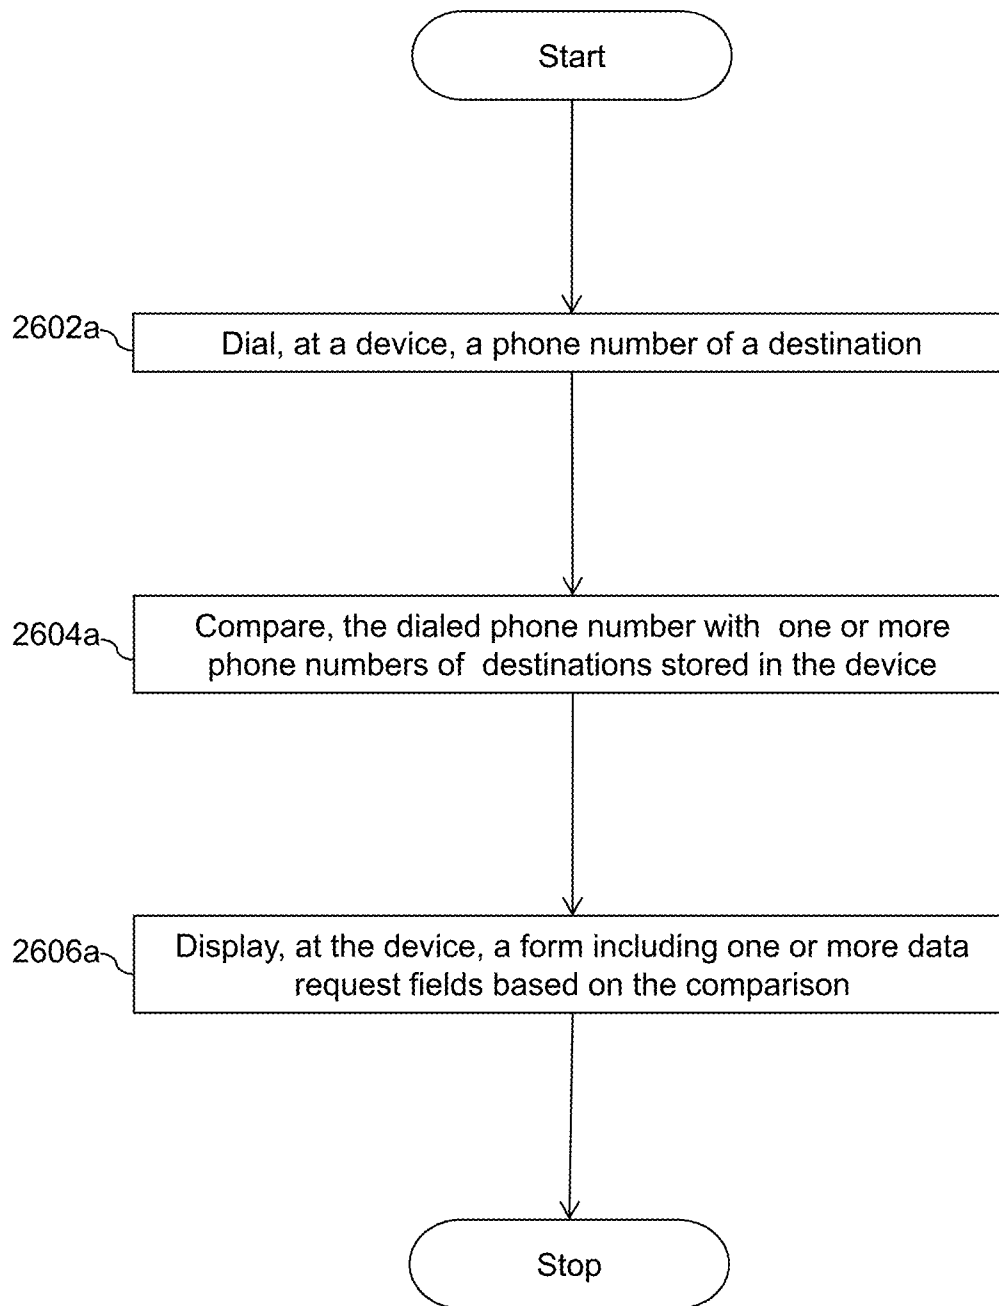 Start
2602a
Dial, at a device, a phone number of a destination
2604a
Compare, the dialed phone number with one or more
phone numbers of destinations stored in the device
2606a
Display, at the device, a form including one or more data
request fields based on the comparison
Stop